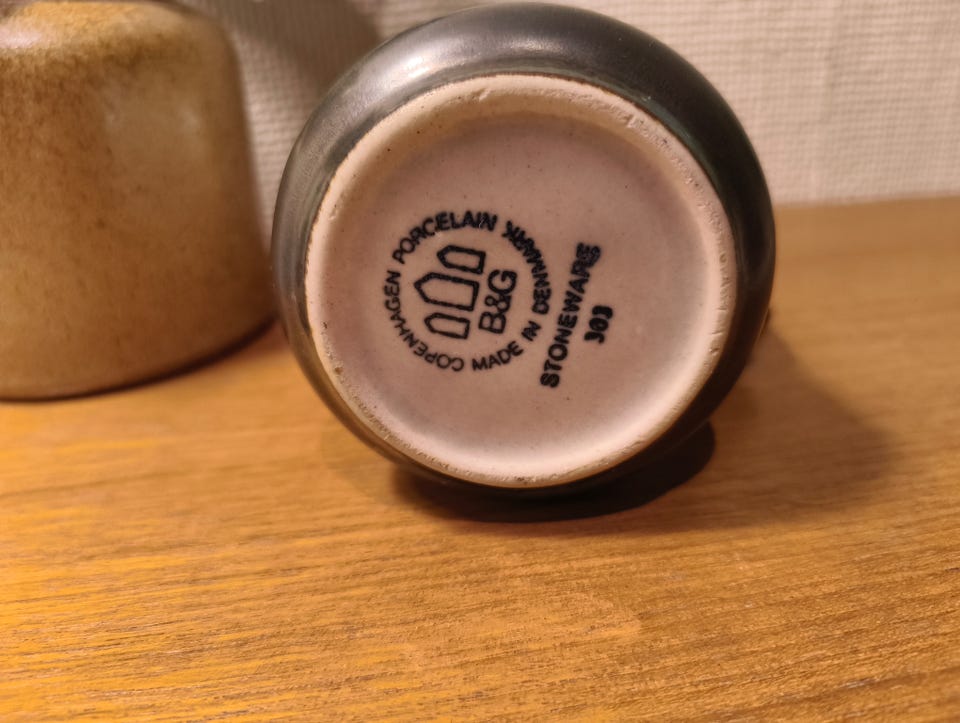 COPENHAGEN PORCELAIN
MADE IN DENMARK
B&G
STONEWARE
303